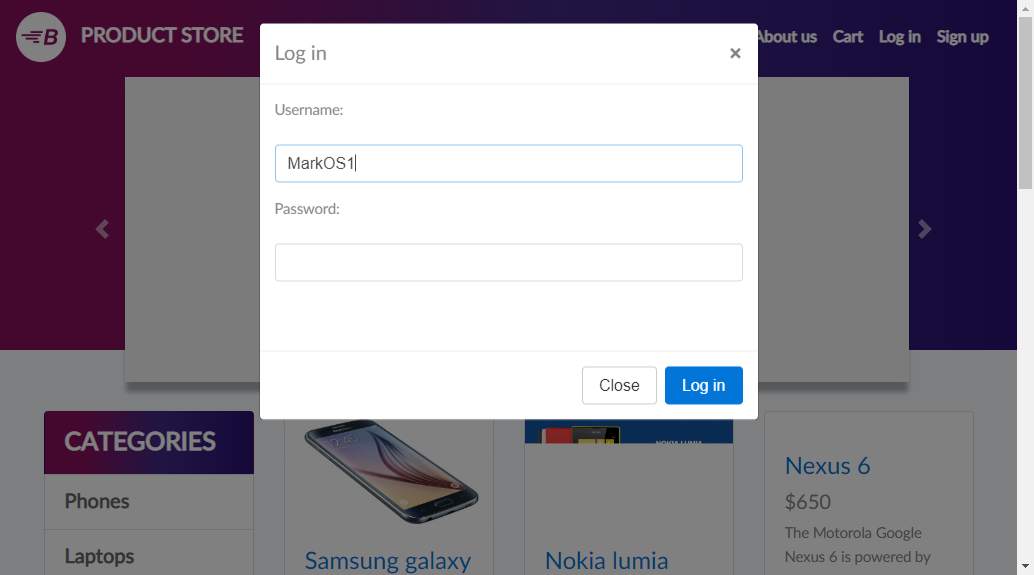 B PRODUCT STORE
About us Cart Log in Sign up
Log in ×
Username:
MarkOS1
Password:
Close Log in
CATEGORIES
Phones
Laptops
Samsung galaxy
NOKIA LUMIA
Nokia lumia
Nexus 6
$650
The Motorola Google
Nexus 6 is powered by